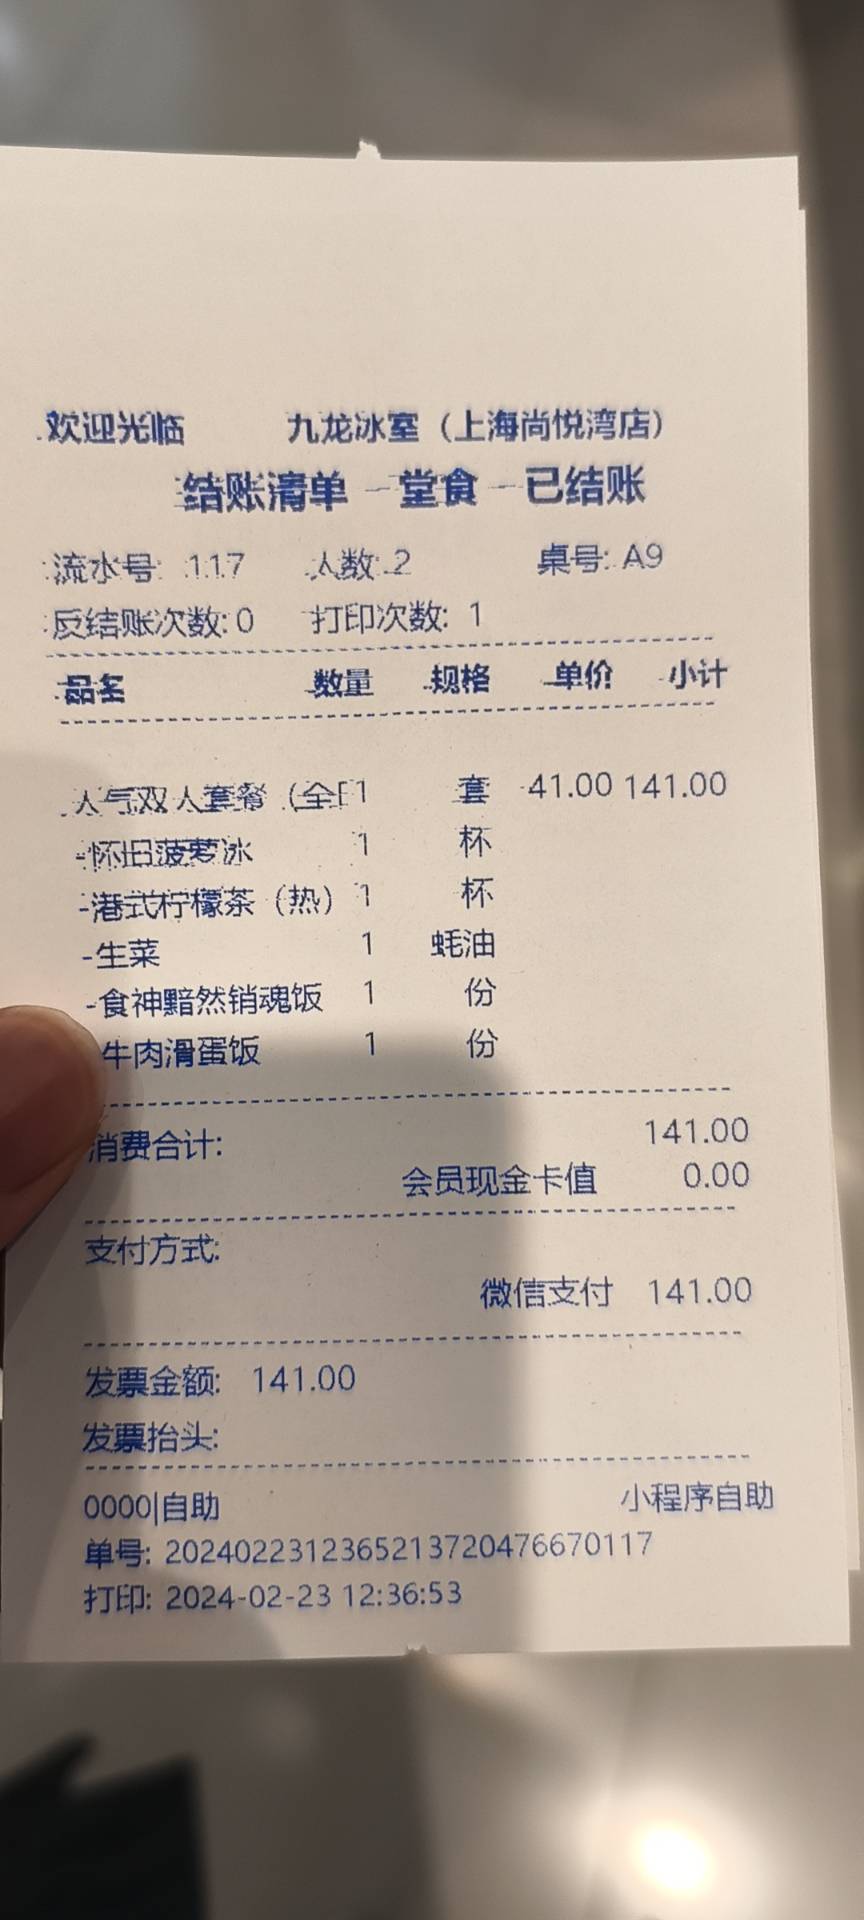 欢迎光临 九龙冰室（上海尚悦湾店）
结账清单 - 堂食 - 已结账
流水号: 117 人数: 2 桌号: A9
反结账次数: 0 打印次数: 1
品名 数量 规格 单价 小计
人气双人套餐（全 1 套 41.00 141.00
-怀旧菠萝冰 1 杯
-港式柠檬茶（热） 1 杯
-生菜 1 蚝油
-食神黯然销魂饭 1 份
牛肉滑蛋饭 1 份
消费合计: 141.00
会员现金卡值 0.00
支付方式:
微信支付 141.00
发票金额: 141.00
发票抬头:
0000|自助 小程序自助
单号: 2024022312365213720476670117
打印: 2024-02-23 12:36:53